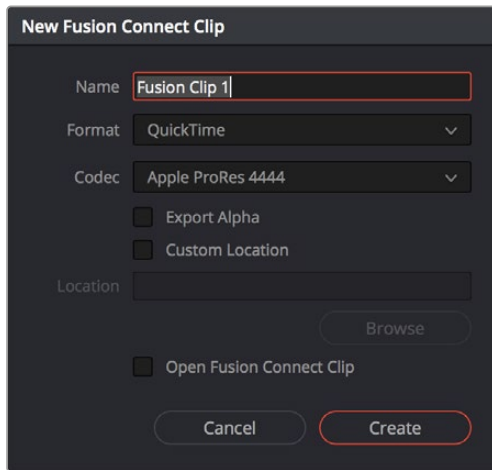 New Fusion Connect Clip
Name Fusion Clip 1
Format QuickTime
Codec Apple ProRes 4444
Export Alpha
Custom Location
Location
Browse
Open Fusion Connect Clip
Cancel Create